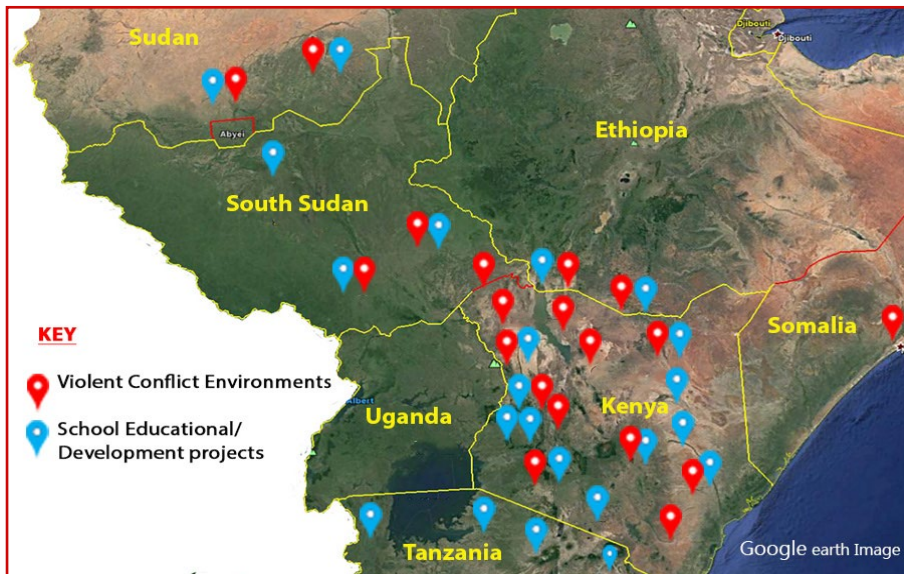 Sudan
Djibouti
Djibouti
Abyei
Ethiopia
South Sudan
KEY
Violent Conflict Environments
School Educational/
Development projects
Somalia
Albert
Uganda
Kenya
Tanzania
Google earth Image